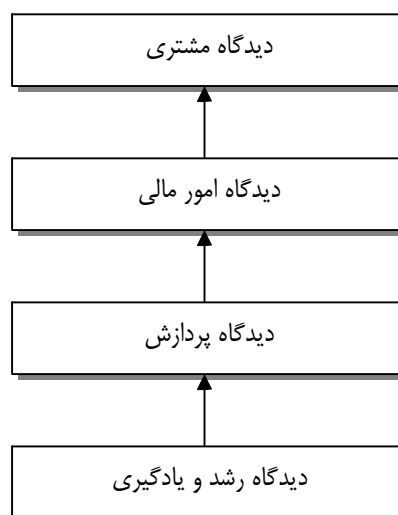 دیدگاه مشتری
دیدگاه امور مالی
دیدگاه پردازش
دیدگاه رشد و یادگیری